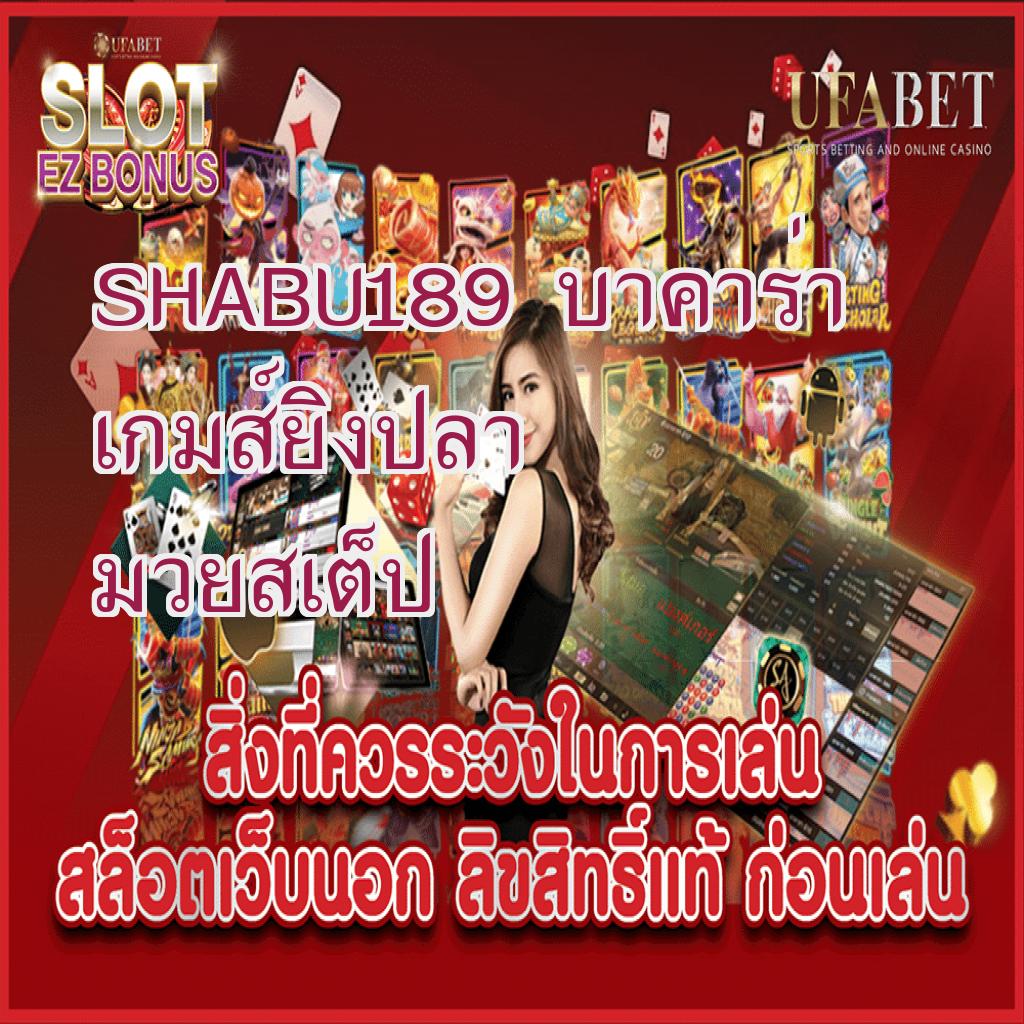 UFABET
SLOT
EZ BONUS
UFABET
SPORTS BETTING AND ONLINE CASINO
SHABU189 บาคาร่า
เกมส์ยิงปลา
มวยสเต็ป
สิ่งที่ควรระวังในการเล่น
สล็อตเว็บนอก ลิขสิทธิ์แท้ ก่อนเล่น